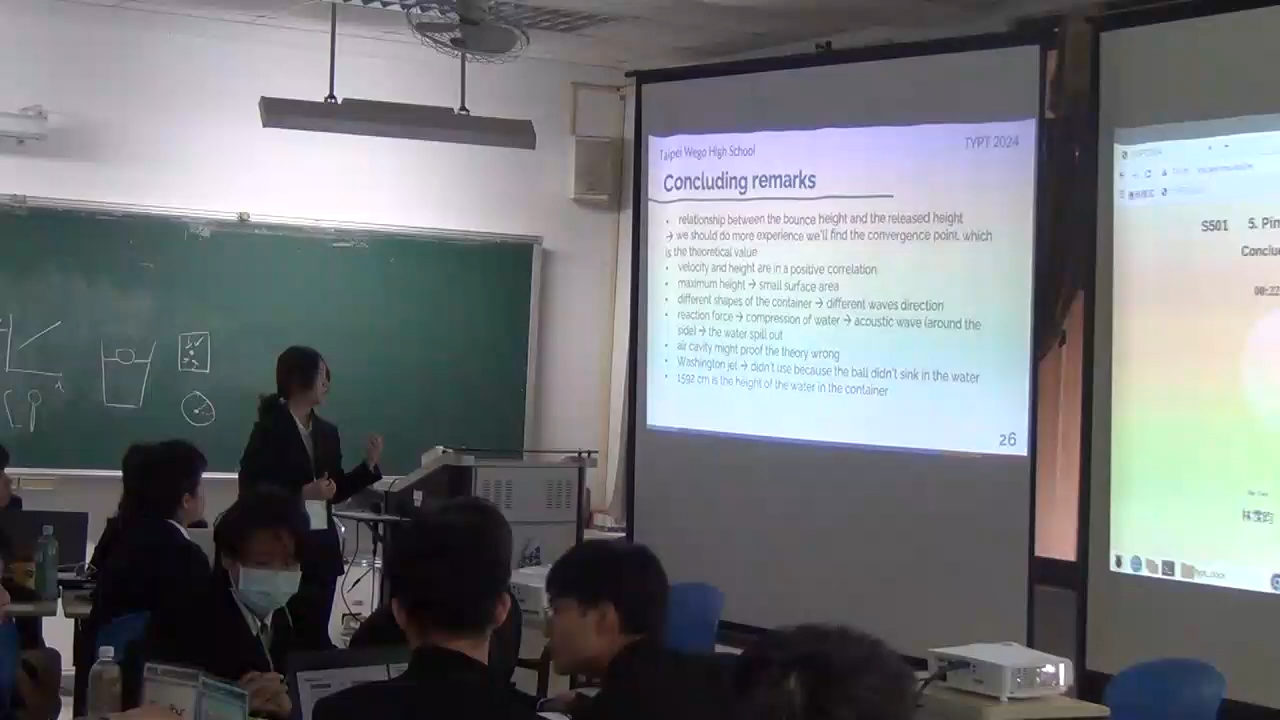 Taipei Wego High School
TYPT 2024
Concluding remarks
• relationship between the bounce height and the released height
→ we should do more experience we'll find the convergence point, which
is the theoretical value
• velocity and height are in a positive correlation
• maximum height → small surface area
• different shapes of the container → different waves direction
• reaction force → compression of water → acoustic wave (around the
side) → the water spill out
• air cavity might proof the theory wrong
• Washington jet → didn't use because the ball didn't sink in the water
• 1592 cm is the height of the water in the container
26
S501 5. Pin
Conclu